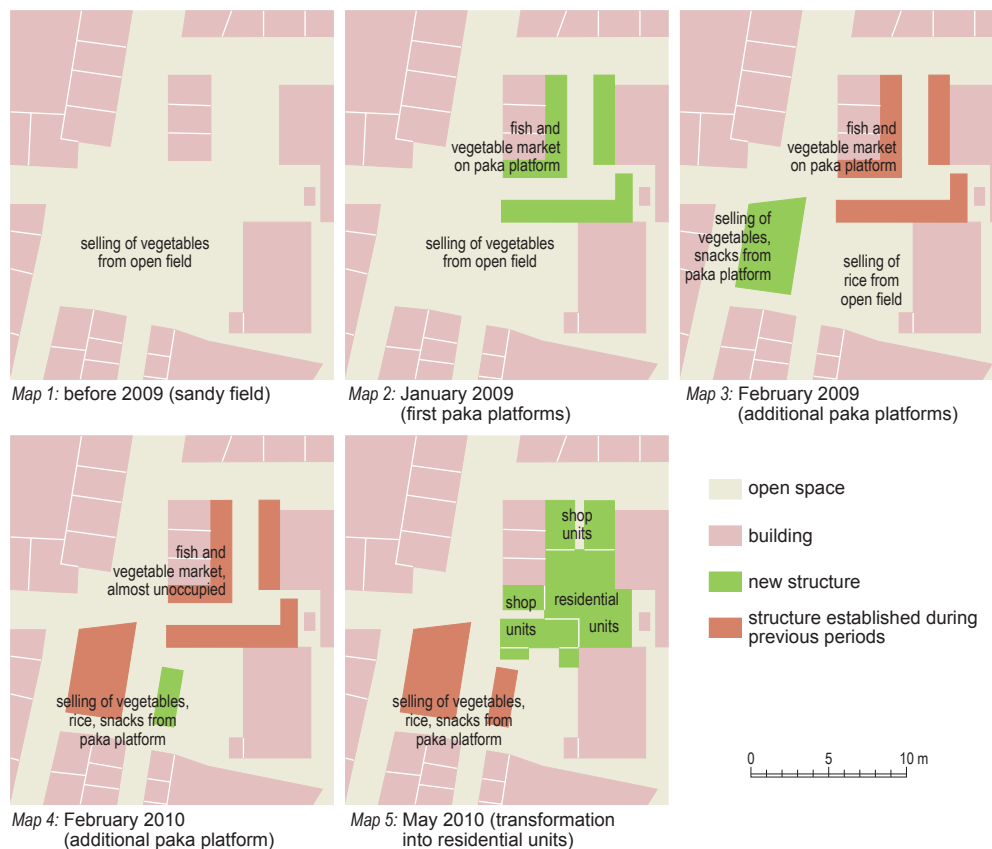 selling of vegetables
from open field
Map 1: before 2009 (sandy field)
fish and
vegetable market
on paka platform
selling of vegetables
from open field
Map 2: January 2009
(first paka platforms)
fish and
vegetable market
on paka platform
selling of
vegetables,
snacks from
paka platform
selling of
rice from
open field
Map 3: February 2009
(additional paka platforms)
fish and
vegetable market,
almost unoccupied
selling of vegetables,
rice, snacks from
paka platform
Map 4: February 2010
(additional paka platform)
shop
units
shop
units
residential
units
selling of vegetables,
rice, snacks from
paka platform
Map 5: May 2010 (transformation
into residential units)
open space
building
new structure
structure established during
previous periods
0 5 10 m